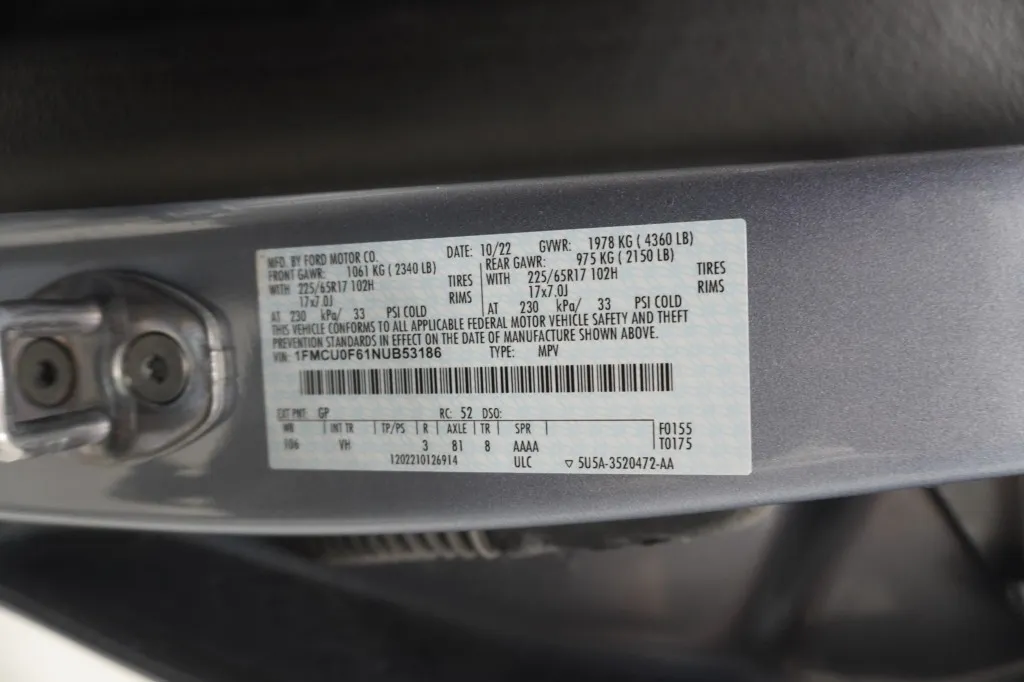 MFD. BY FORD MOTOR CO. DATE: 10/22 GVWR: 1978 KG ( 4360 LB)
FRONT GAWR: 1061 KG ( 2340 LB) REAR GAWR: 975 KG ( 2150 LB)
WITH 225/65R17 102H TIRES WITH 225/65R17 102H TIRES
17x7.0J RIMS 17x7.0J RIMS
AT 230 kPa/ 33 PSI COLD AT 230 kPa/ 33 PSI COLD
THIS VEHICLE CONFORMS TO ALL APPLICABLE FEDERAL MOTOR VEHICLE SAFETY AND THEFT
PREVENTION STANDARDS IN EFFECT ON THE DATE OF MANUFACTURE SHOWN ABOVE.
VIN: 1FMCU0F61NUB53186 TYPE: MPV
EXT PNT: GP RC: 52 DSO:
WB INT TR TP/PS R AXLE TR SPR F0155
106 VH 3 81 8 AAAA T0175
1202210126914 ULC ▽ 5U5A-3520472-AA